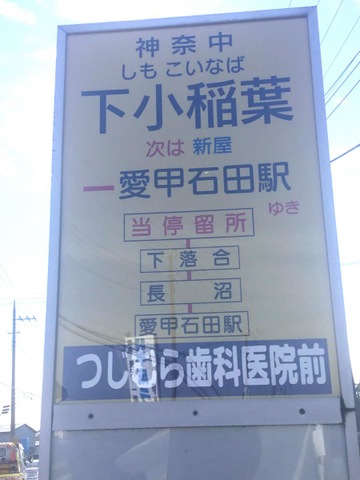 神奈中
しもこいなば
下小稲葉
次は 新屋
愛甲石田駅
ゆき
当停留所
下落合
長沼
愛甲石田駅
つしむら歯科医院前